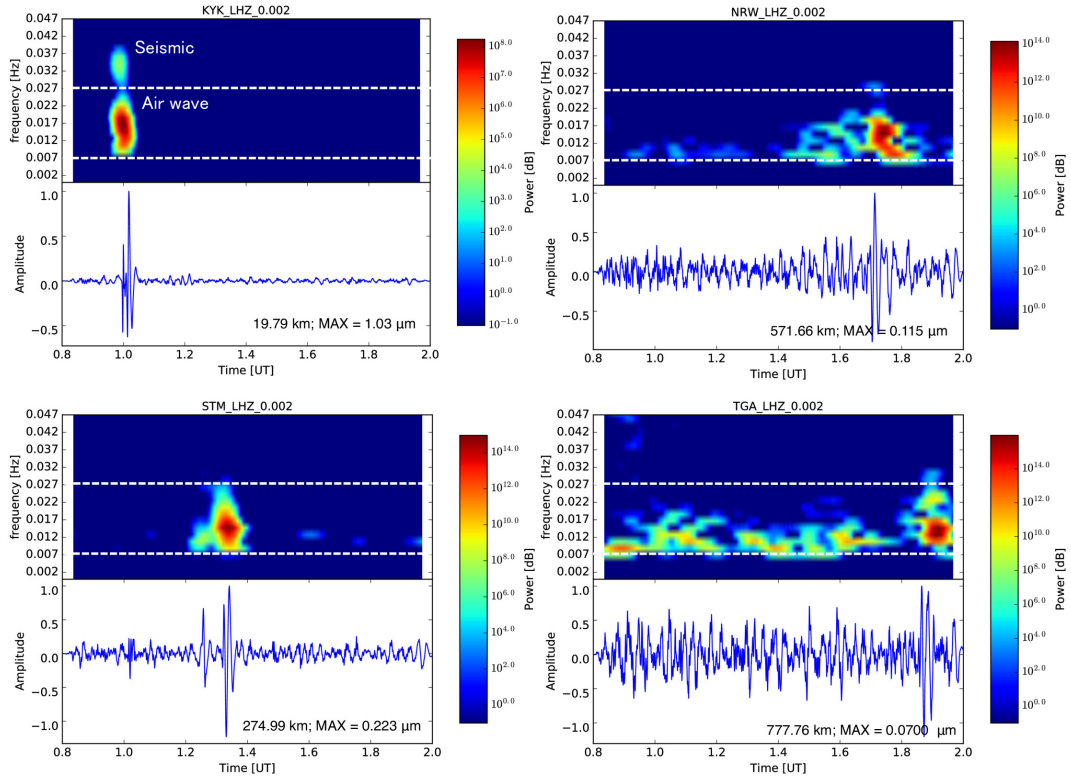 KYK_LHZ_0.002
0.047
0.037
0.032
0.027
0.022
0.017
0.012
0.007
0.002
frequency [Hz]
Seismic
Air wave
10^8.0
10^7.0
10^6.0
10^5.0
10^4.0
10^3.0
10^2.0
10^1.0
10^0.0
10^−1.0
Power [dB]
1.0
0.5
0.0
−0.5
Amplitude
19.79 km; MAX = 1.03 μm
0.8 1.0 1.2 1.4 1.6 1.8 2.0
Time [UT]
NRW_LHZ_0.002
0.047
0.037
0.032
0.027
0.022
0.017
0.012
0.007
0.002
frequency [Hz]
10^14.0
10^12.0
10^10.0
10^8.0
10^6.0
10^4.0
10^2.0
10^0.0
Power [dB]
1.0
0.5
0.0
−0.5
Amplitude
571.66 km; MAX = 0.115 μm
0.8 1.0 1.2 1.4 1.6 1.8 2.0
Time [UT]
STM_LHZ_0.002
0.047
0.037
0.032
0.027
0.022
0.017
0.012
0.007
0.002
frequency [Hz]
10^14.0
10^12.0
10^10.0
10^8.0
10^6.0
10^4.0
10^2.0
10^0.0
Power [dB]
1.0
0.5
0.0
−0.5
−1.0
Amplitude
274.99 km; MAX = 0.223 μm
0.8 1.0 1.2 1.4 1.6 1.8 2.0
Time [UT]
TGA_LHZ_0.002
0.047
0.037
0.032
0.027
0.022
0.017
0.012
0.007
0.002
frequency [Hz]
10^14.0
10^12.0
10^10.0
10^8.0
10^6.0
10^4.0
10^2.0
10^0.0
Power [dB]
1.0
0.5
0.0
−0.5
−1.0
Amplitude
777.76 km; MAX = 0.0700 μm
0.8 1.0 1.2 1.4 1.6 1.8 2.0
Time [UT]